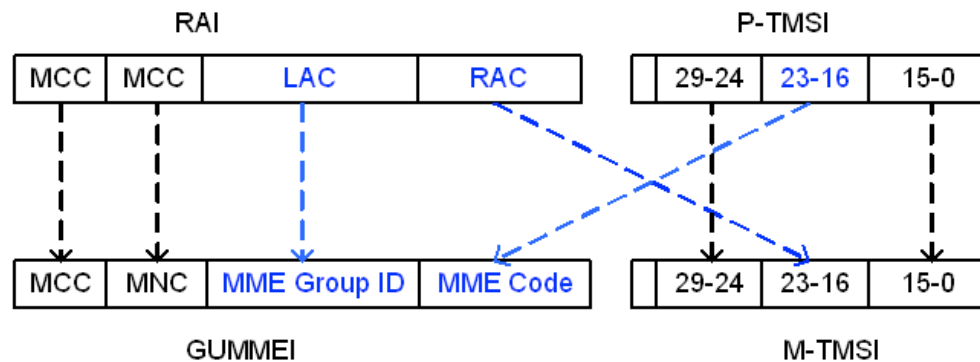 RAI P-TMSI
MCC MCC LAC RAC 29-24 23-16 15-0
MCC MNC MME Group ID MME Code 29-24 23-16 15-0
GUMMEI M-TMSI